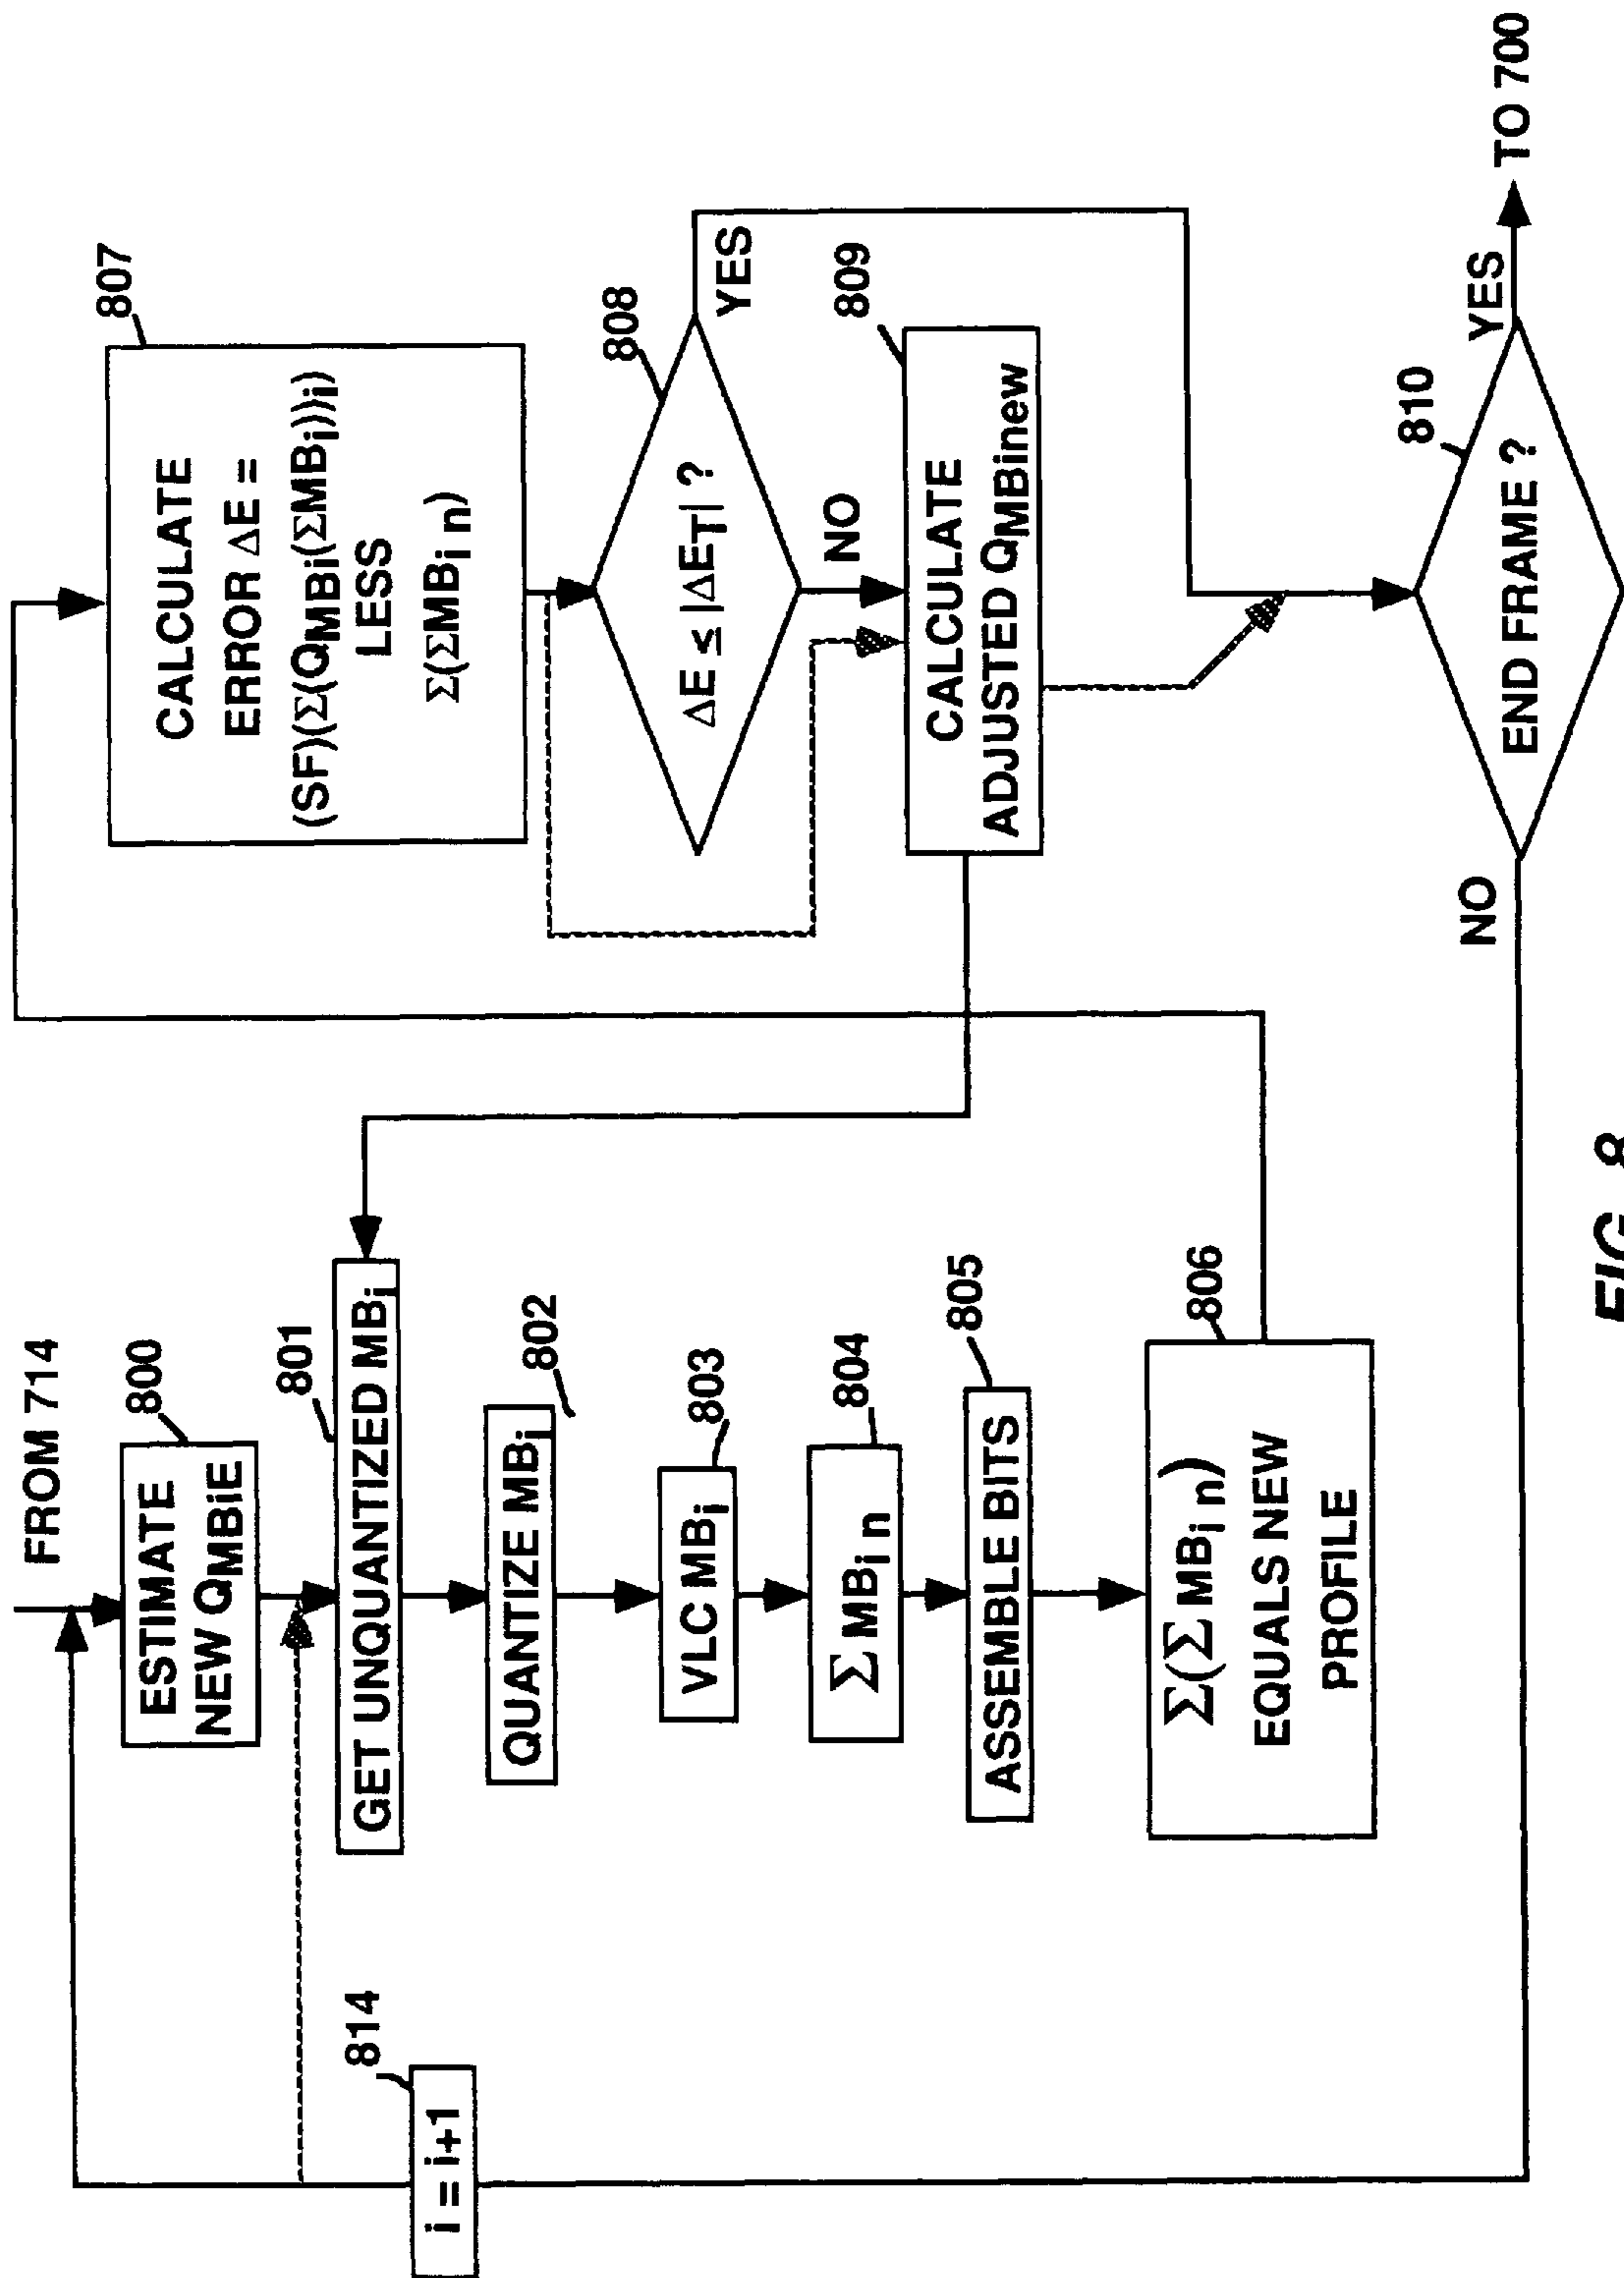 FROM 714
800
ESTIMATE
NEW QMBiE
801
GET UNQUANTIZED MBi
QUANTIZE MBi
802
VLC MBi
803
Σ MBi n
804
ASSEMBLE BITS
805
Σ(Σ MBi n)
EQUALS NEW
PROFILE
806
814
i = i+1
807
CALCULATE
ERROR ΔE =
(SF)(Σ(QMBi(ΣMBi)))i)
LESS
Σ(ΣMBi n)
808
ΔE ≤ |ΔET| ?
YES
NO
809
CALCULATE
ADJUSTED QMBinew
810
END FRAME ?
YES
TO 700
NO
FIG. 8